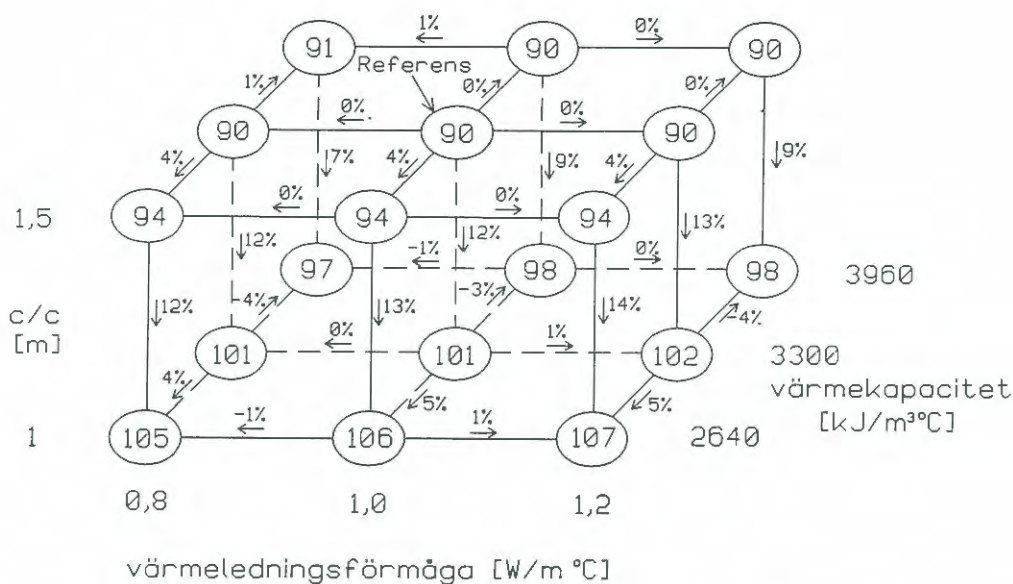 1% 0%
91 90 90
Referens
1% 0% 0%
0% 0%
90 90 90
4% 7% 4% 9% 4% 9%
0% 0%
1,5 94 94 94
12% 12% 13%
-1% 0%
97 98 98 3960
c/c 12% -4% 13% -3% 14% -4%
[m] 0% 1%
101 101 102 3300
värmekapacitet
4% 5% 5% [kJ/m³°C]
-1% 1%
1 105 106 107 2640
0,8 1,0 1,2
värmeledningsförmåga [W/m °C]